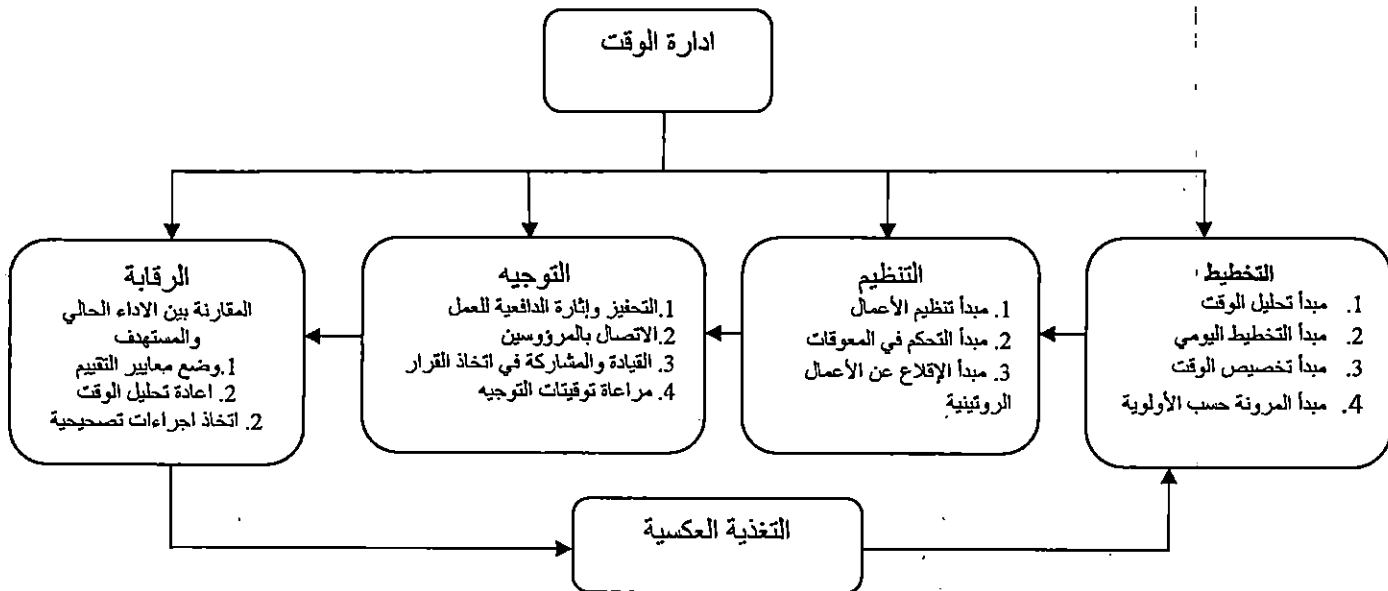 ادارة الوقت
التخطيط
1. مبدأ تحليل الوقت
2. مبدأ التخطيط اليومي
3. مبدأ تخصيص الوقت
4. مبدأ المرونة حسب الأولوية
التنظيم
1. مبدأ تنظيم الأعمال
2. مبدأ التحكم في المعوقات
3. مبدأ الإقلاع عن الأعمال
الروتينية
التوجيه
1.التحفيز وإثارة الدافعية للعمل
2.الاتصال بالمرؤوسين
3. القيادة والمشاركة في اتخاذ القرار
4. مراعاة توقيتات التوجيه
الرقابة
المقارنة بين الاداء الحالي
والمستهدف
1.وضع معايير التقييم
2. اعادة تحليل الوقت
2. اتخاذ اجراءات تصحيحية
التغذية العكسية